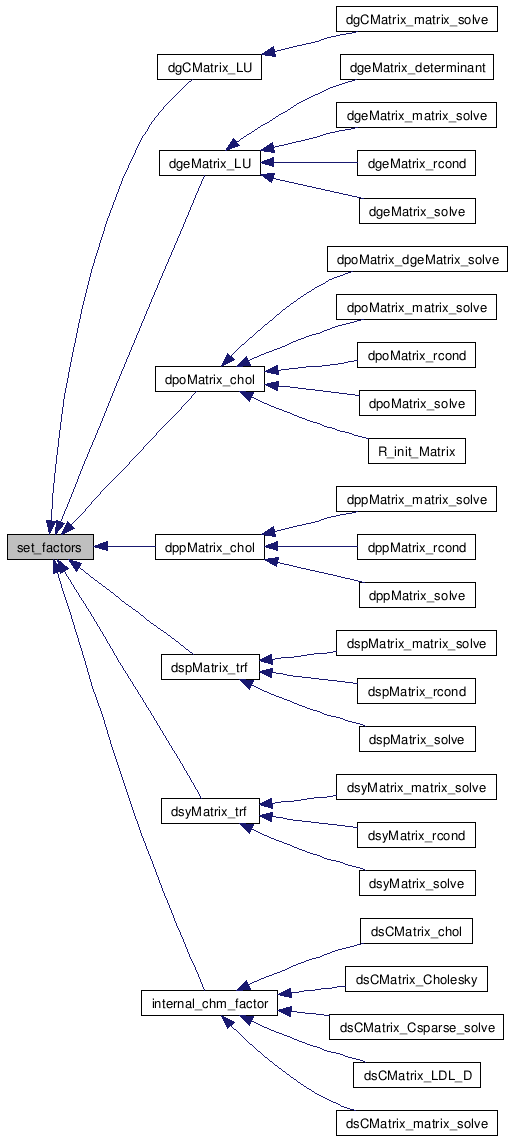 dgCMatrix_matrix_solve
dgCMatrix_LU
dgeMatrix_determinant
dgeMatrix_matrix_solve
dgeMatrix_LU
dgeMatrix_rcond
dgeMatrix_solve
dpoMatrix_dgeMatrix_solve
dpoMatrix_matrix_solve
dpoMatrix_rcond
dpoMatrix_chol
dpoMatrix_solve
R_init_Matrix
dppMatrix_matrix_solve
set_factors
dppMatrix_chol
dppMatrix_rcond
dppMatrix_solve
dspMatrix_matrix_solve
dspMatrix_trf
dspMatrix_rcond
dspMatrix_solve
dsyMatrix_matrix_solve
dsyMatrix_trf
dsyMatrix_rcond
dsyMatrix_solve
dsCMatrix_chol
dsCMatrix_Cholesky
internal_chm_factor
dsCMatrix_Csparse_solve
dsCMatrix_LDL_D
dsCMatrix_matrix_solve